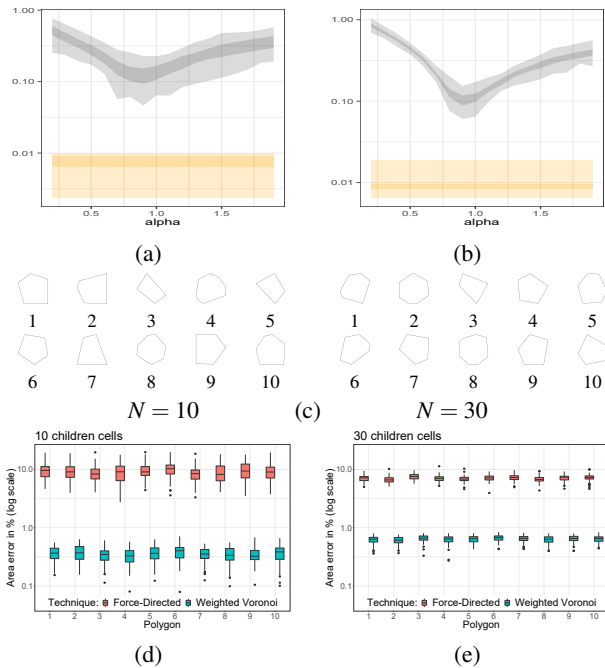 1.00
0.10
0.01
0.5 1.0 1.5
alpha
(a)
1.00
0.10
0.01
0.5 1.0 1.5
alpha
(b)
1 2 3 4 5
6 7 8 9 10
N = 10
(c)
1 2 3 4 5
6 7 8 9 10
N = 30
10 children cells
Area error in % (log scale)
10.0
1.0
0.1
Technique: Force-Directed Weighted Voronoi
1 2 3 4 5 6 7 8 9 10
Polygon
(d)
30 children cells
Area error in % (log scale)
10.0
1.0
0.1
Technique: Force-Directed Weighted Voronoi
1 2 3 4 5 6 7 8 9 10
Polygon
(e)